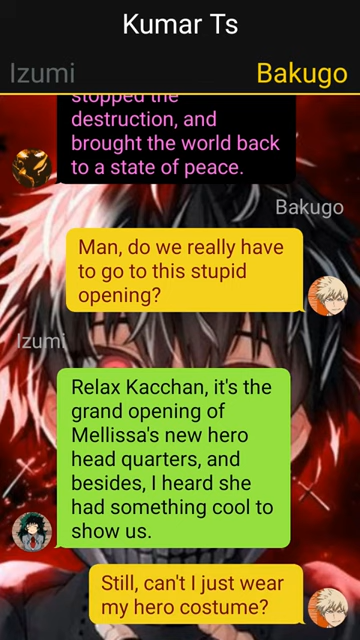 Kumar Ts
Izumi
Bakugo
stopped the
destruction, and
brought the world back
to a state of peace.
Bakugo
Man, do we really have
to go to this stupid
opening?
Izumi
Relax Kacchan, it's the
grand opening of
Mellissa's new hero
head quarters, and
besides, I heard she
had something cool to
show us.
Still, can't I just wear
my hero costume?